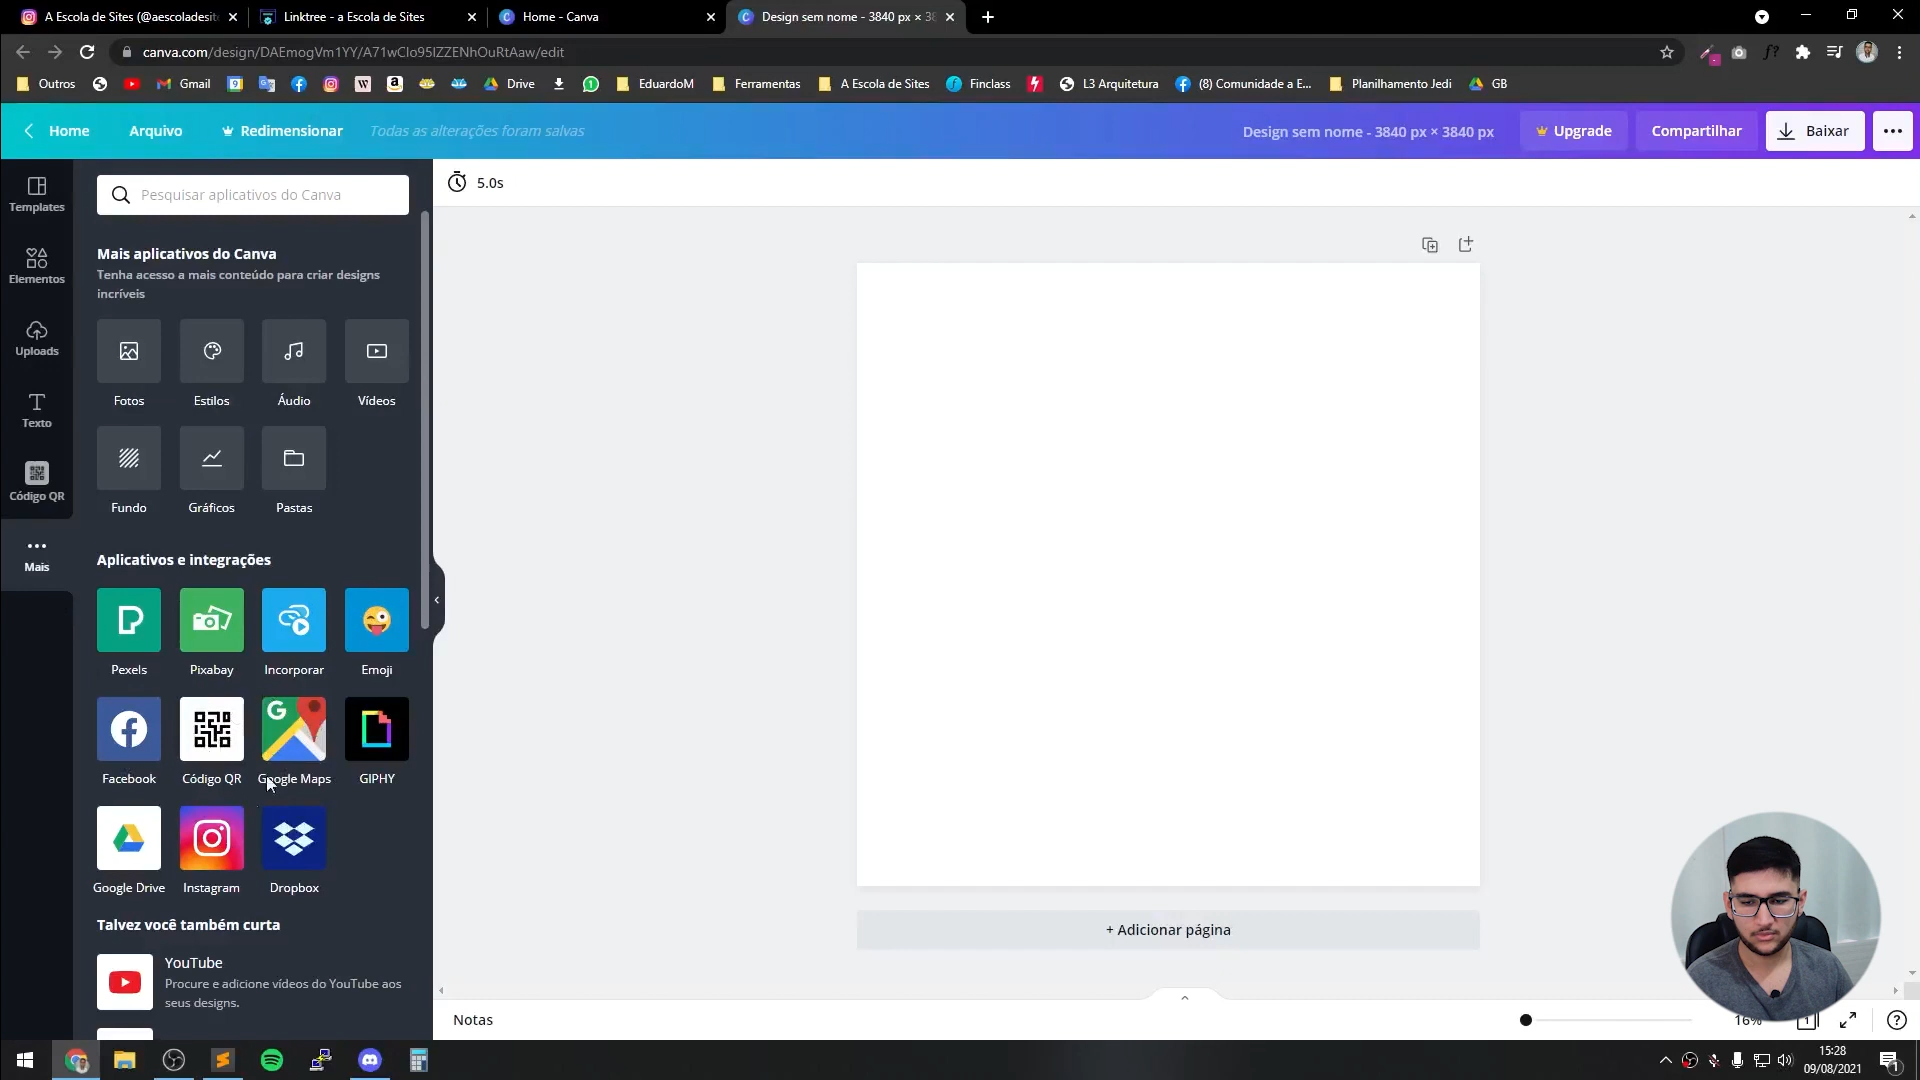 A Escola de Sites (@aescoladesit
Linktree - a Escola de Sites
Home - Canva
Design sem nome - 3840 px × 38
canva.com/design/DAEmogVm1YY/A71wClo95IZZENhOuRtAaw/edit
Outros
Gmail
Drive
EduardoM
Ferramentas
A Escola de Sites
Finclass
L3 Arquitetura
(8) Comunidade a E...
Planilhamento Jedi
GB
Home
Arquivo
Redimensionar
Todas as alterações foram salvas
Design sem nome - 3840 px × 3840 px
Upgrade
Compartilhar
Baixar
Templates
Elementos
Uploads
Texto
Código QR
Mais
Pesquisar aplicativos do Canva
5.0s
Mais aplicativos do Canva
Tenha acesso a mais conteúdo para criar designs
incríveis
Fotos
Estilos
Áudio
Vídeos
Fundo
Gráficos
Pastas
Aplicativos e integrações
Pexels
Pixabay
Incorporar
Emoji
Facebook
Código QR
Google Maps
GIPHY
Google Drive
Instagram
Dropbox
Talvez você também curta
YouTube
Procure e adicione vídeos do YouTube aos
seus designs.
+ Adicionar página
Notas
16%
1
15:28
09/08/2021